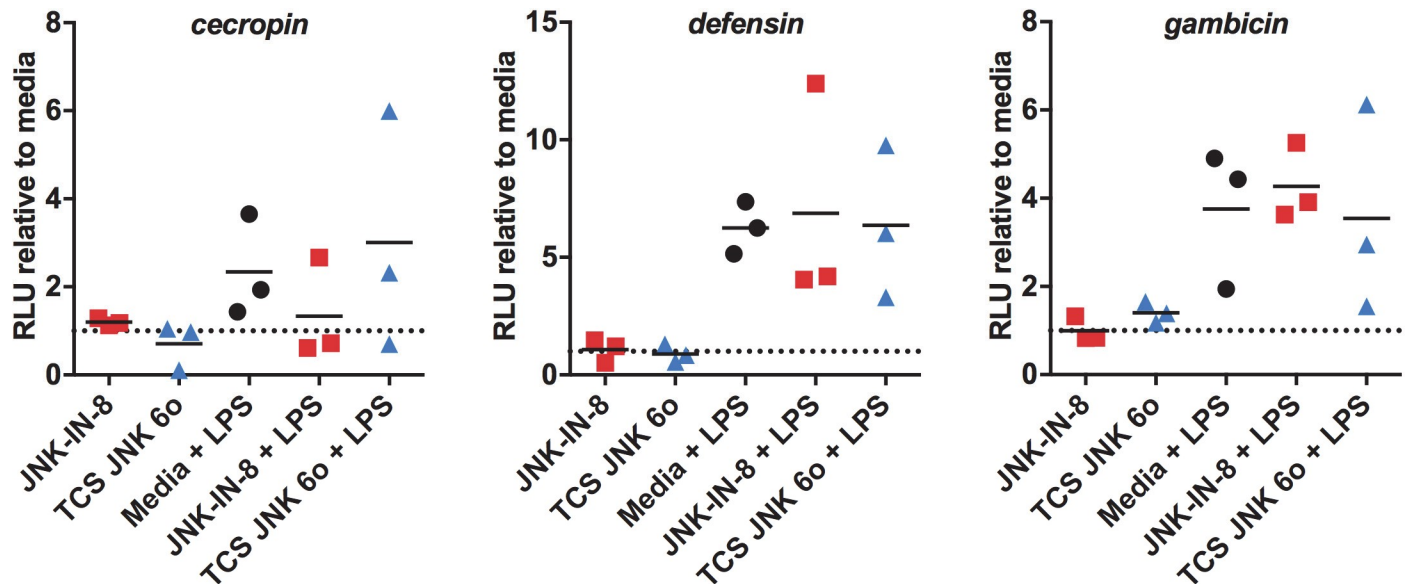 cecropin
RLU relative to media
8
6
4
2
0
JNK-IN-8
TCS JNK 6o
Media + LPS
JNK-IN-8 + LPS
TCS JNK 6o + LPS
defensin
RLU relative to media
15
10
5
0
JNK-IN-8
TCS JNK 6o
Media + LPS
JNK-IN-8 + LPS
TCS JNK 6o + LPS
gambicin
RLU relative to media
8
6
4
2
0
JNK-IN-8
TCS JNK 6o
Media + LPS
JNK-IN-8 + LPS
TCS JNK 6o + LPS